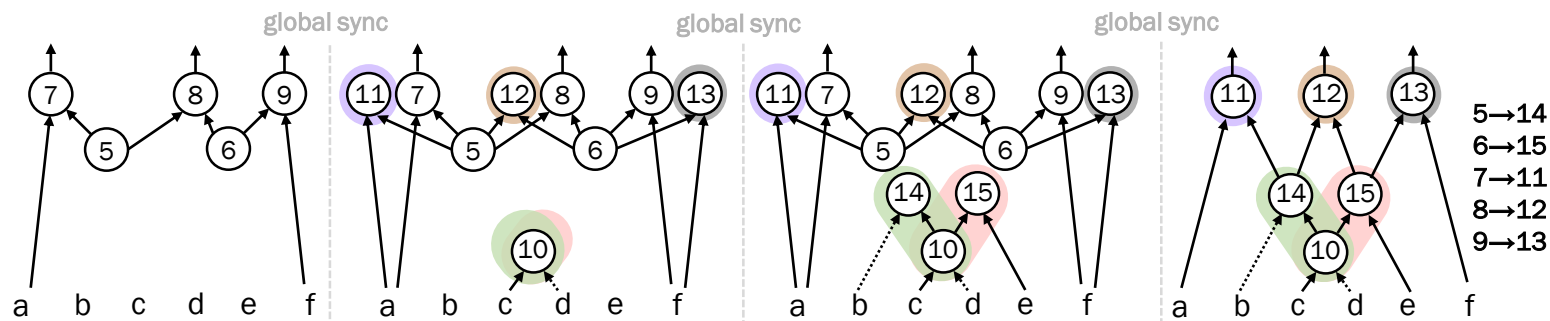 global sync global sync global sync
7 8 9 11 7 12 8 9 13 11 7 12 8 9 13 11 12 13
5→14
5 6 5 6 5 6
6→15
14 15 14 15
7→11
8→12
10 10 10
9→13
a b c d e f a b c d e f a b c d e f a b c d e f